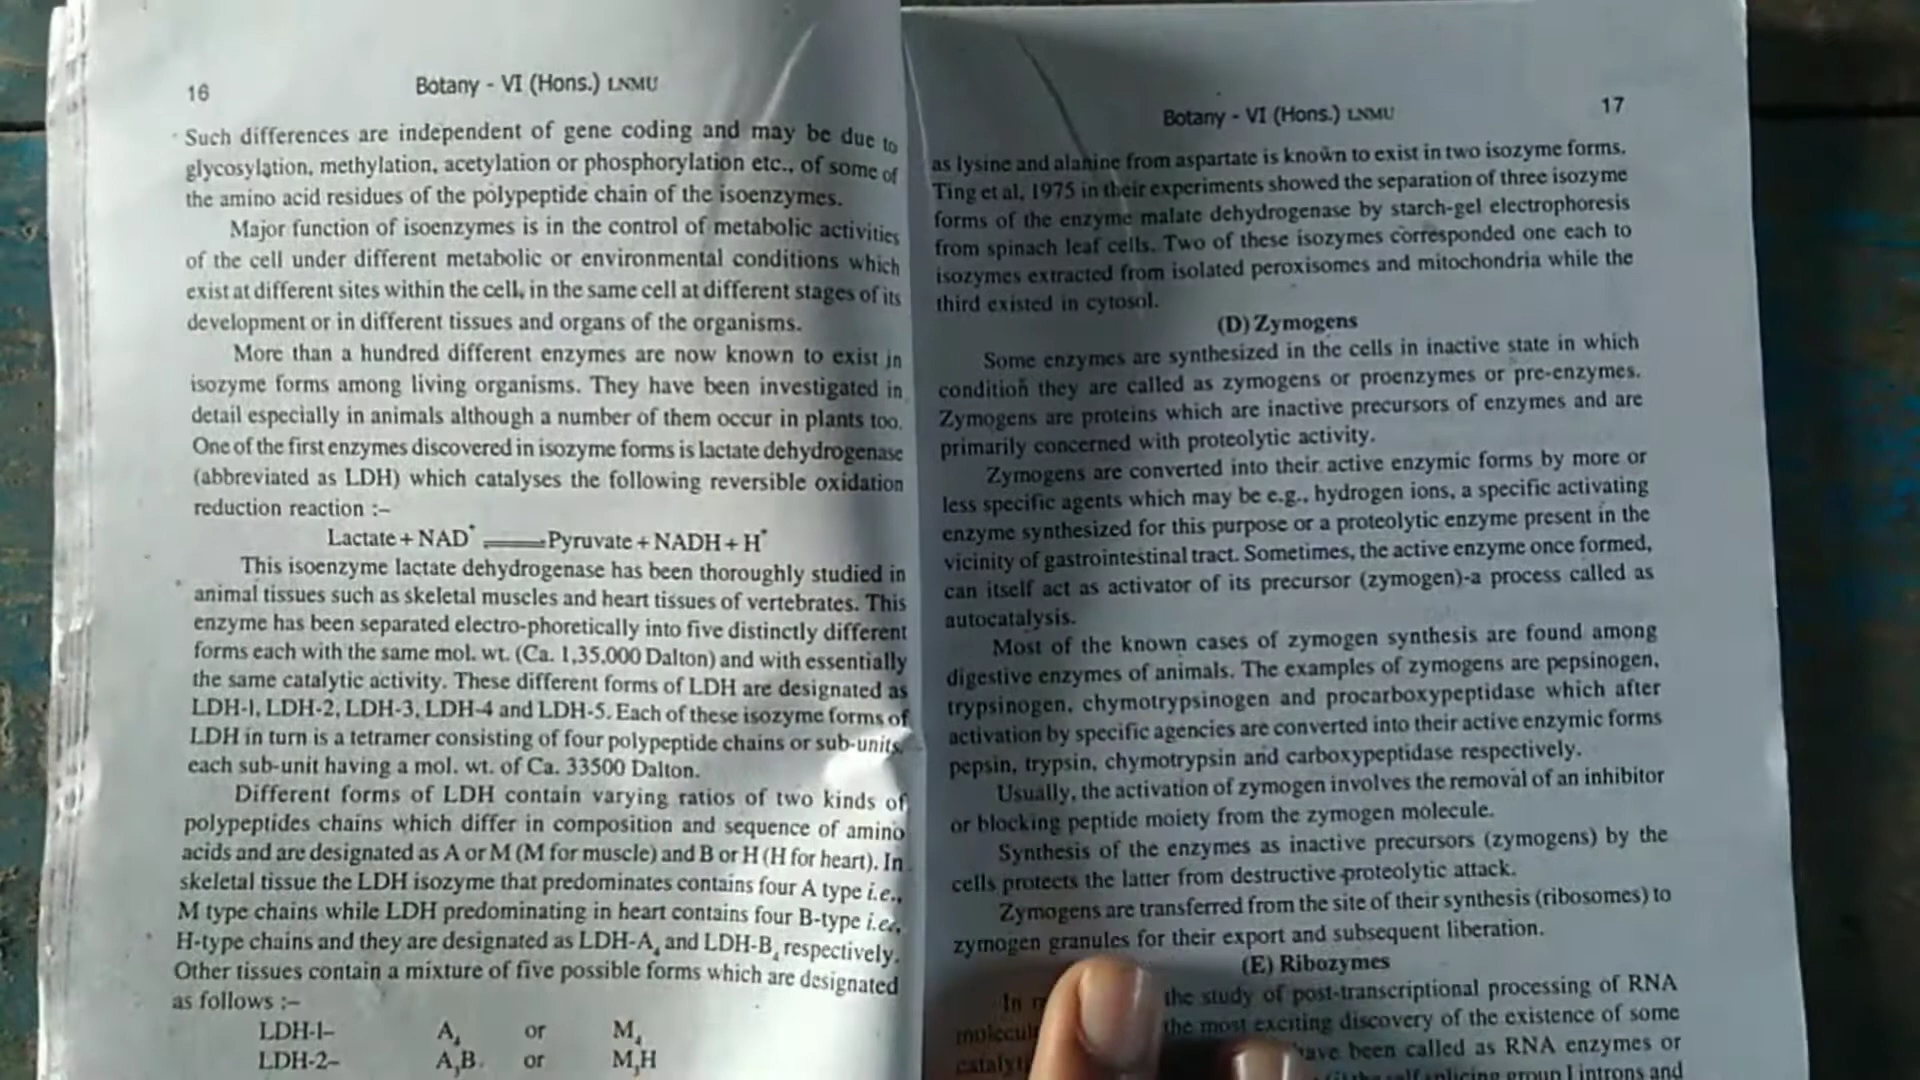 16
Botany - VI (Hons.) LNMU
Such differences are independent of gene coding and may be due to
glycosylation, methylation, acetylation or phosphorylation etc., of some of
the amino acid residues of the polypeptide chain of the isoenzymes.
Major function of isoenzymes is in the control of metabolic activities
of the cell under different metabolic or environmental conditions which
exist at different sites within the cell, in the same cell at different stages of its
development or in different tissues and organs of the organisms.
More than a hundred different enzymes are now known to exist in
isozyme forms among living organisms. They have been investigated in
detail especially in animals although a number of them occur in plants too.
One of the first enzymes discovered in isozyme forms is lactate dehydrogenase
(abbreviated as LDH) which catalyses the following reversible oxidation
reduction reaction :–
Lactate + NAD⁺ ⇌ Pyruvate + NADH + H⁺
This isoenzyme lactate dehydrogenase has been thoroughly studied in
animal tissues such as skeletal muscles and heart tissues of vertebrates. This
enzyme has been separated electro-phoretically into five distinctly different
forms each with the same mol. wt. (Ca. 1,35,000 Dalton) and with essentially
the same catalytic activity. These different forms of LDH are designated as
LDH-1, LDH-2, LDH-3, LDH-4 and LDH-5. Each of these isozyme forms of
LDH in turn is a tetramer consisting of four polypeptide chains or sub-units,
each sub-unit having a mol. wt. of Ca. 33500 Dalton.
Different forms of LDH contain varying ratios of two kinds of
polypeptides chains which differ in composition and sequence of amino
acids and are designated as A or M (M for muscle) and B or H (H for heart). In
skeletal tissue the LDH isozyme that predominates contains four A type i.e.,
M type chains while LDH predominating in heart contains four B-type i.e.,
H-type chains and they are designated as LDH-A₄ and LDH-B₄ respectively.
Other tissues contain a mixture of five possible forms which are designated
as follows :–
LDH-1– A₄ or M₄
LDH-2– A₃B or M₃H
Botany - VI (Hons.) LNMU
17
as lysine and alanine from aspartate is known to exist in two isozyme forms.
Ting et al, 1975 in their experiments showed the separation of three isozyme
forms of the enzyme malate dehydrogenase by starch-gel electrophoresis
from spinach leaf cells. Two of these isozymes corresponded one each to
isozymes extracted from isolated peroxisomes and mitochondria while the
third existed in cytosol.
(D) Zymogens
Some enzymes are synthesized in the cells in inactive state in which
condition they are called as zymogens or proenzymes or pre-enzymes.
Zymogens are proteins which are inactive precursors of enzymes and are
primarily concerned with proteolytic activity.
Zymogens are converted into their active enzymic forms by more or
less specific agents which may be e.g., hydrogen ions, a specific activating
enzyme synthesized for this purpose or a proteolytic enzyme present in the
vicinity of gastrointestinal tract. Sometimes, the active enzyme once formed,
can itself act as activator of its precursor (zymogen)-a process called as
autocatalysis.
Most of the known cases of zymogen synthesis are found among
digestive enzymes of animals. The examples of zymogens are pepsinogen,
trypsinogen, chymotrypsinogen and procarboxypeptidase which after
activation by specific agencies are converted into their active enzymic forms
pepsin, trypsin, chymotrypsin and carboxypeptidase respectively.
Usually, the activation of zymogen involves the removal of an inhibitor
or blocking peptide moiety from the zymogen molecule.
Synthesis of the enzymes as inactive precursors (zymogens) by the
cells protects the latter from destructive proteolytic attack.
Zymogens are transferred from the site of their synthesis (ribosomes) to
zymogen granules for their export and subsequent liberation.
(E) Ribozymes
In the study of post-transcriptional processing of RNA
the most exciting discovery of the existence of some
have been called as RNA enzymes or
self splicing group I introns and